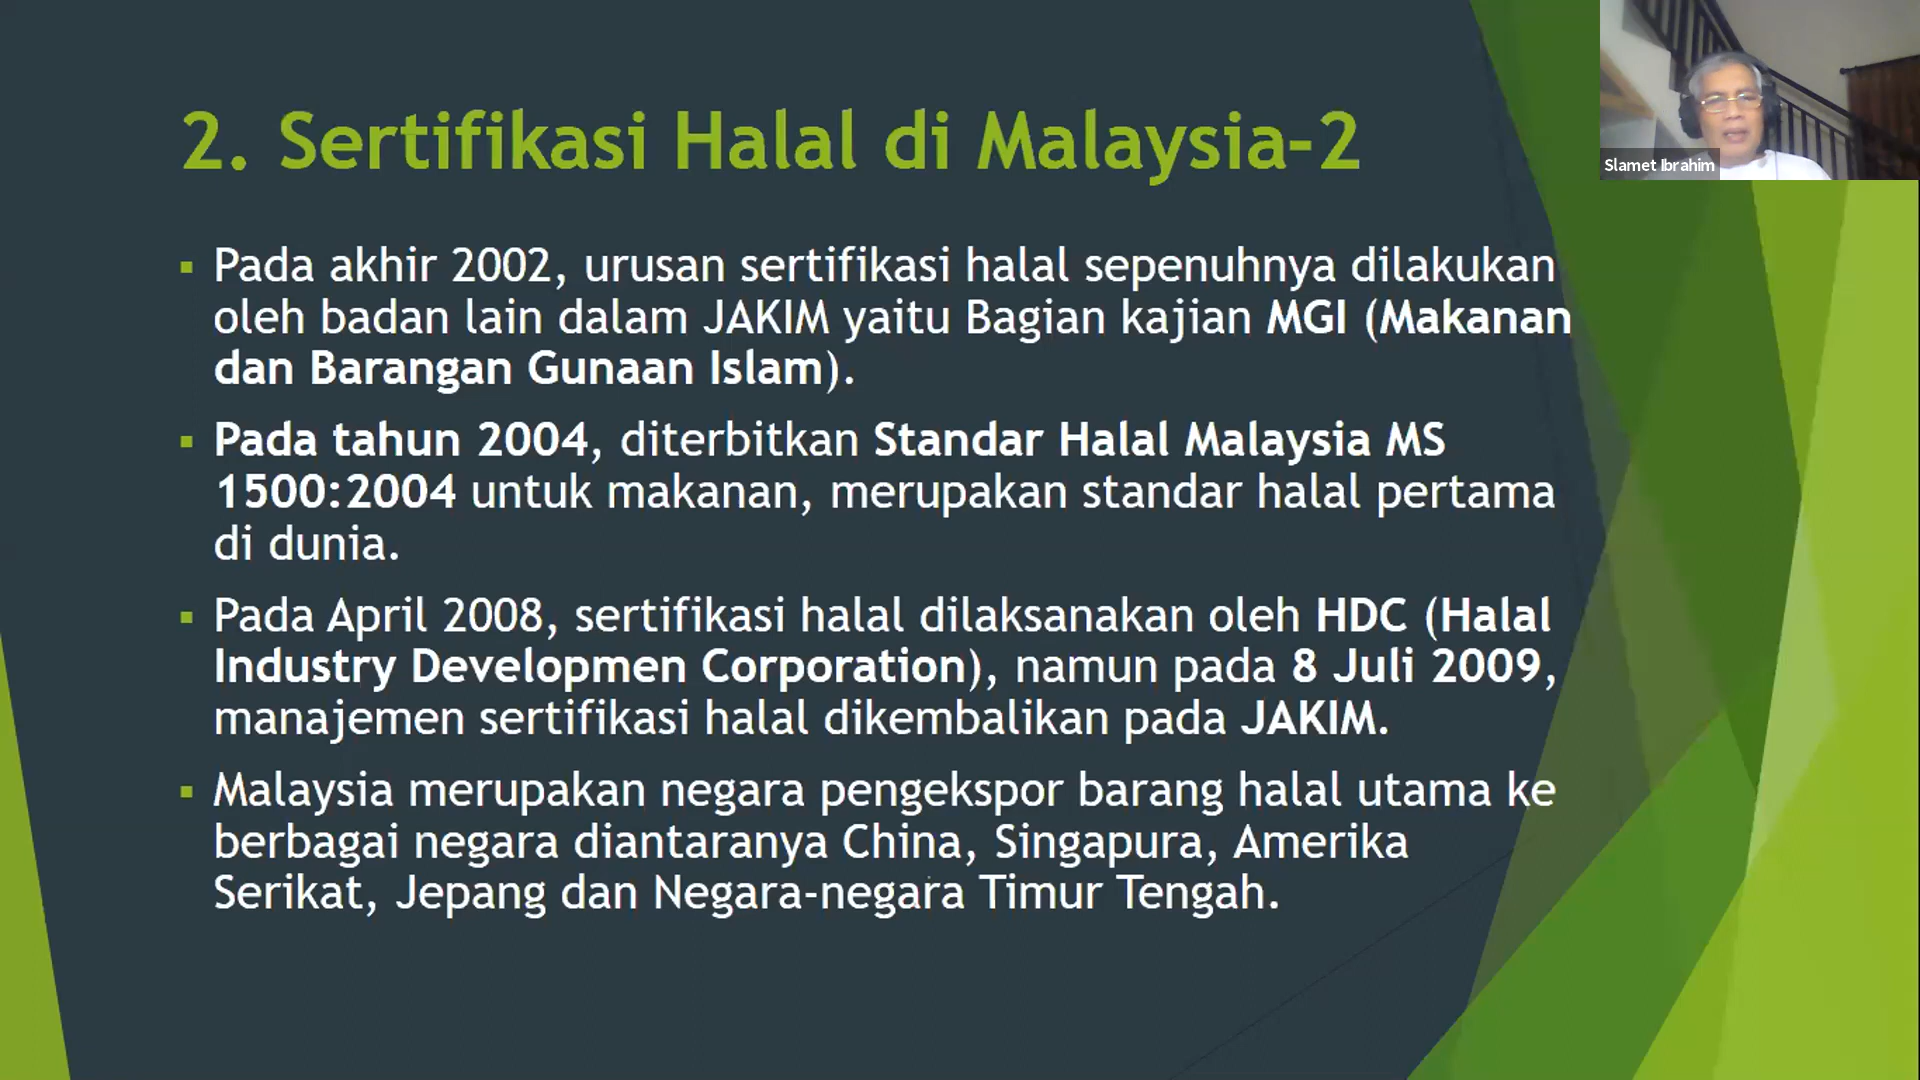 2. Sertifikasi Halal di Malaysia-2
Slamet Ibrahim
▪ Pada akhir 2002, urusan sertifikasi halal sepenuhnya dilakukan
oleh badan lain dalam JAKIM yaitu Bagian kajian MGI (Makanan
dan Barangan Gunaan Islam).
▪ Pada tahun 2004, diterbitkan Standar Halal Malaysia MS
1500:2004 untuk makanan, merupakan standar halal pertama
di dunia.
▪ Pada April 2008, sertifikasi halal dilaksanakan oleh HDC (Halal
Industry Developmen Corporation), namun pada 8 Juli 2009,
manajemen sertifikasi halal dikembalikan pada JAKIM.
▪ Malaysia merupakan negara pengekspor barang halal utama ke
berbagai negara diantaranya China, Singapura, Amerika
Serikat, Jepang dan Negara-negara Timur Tengah.